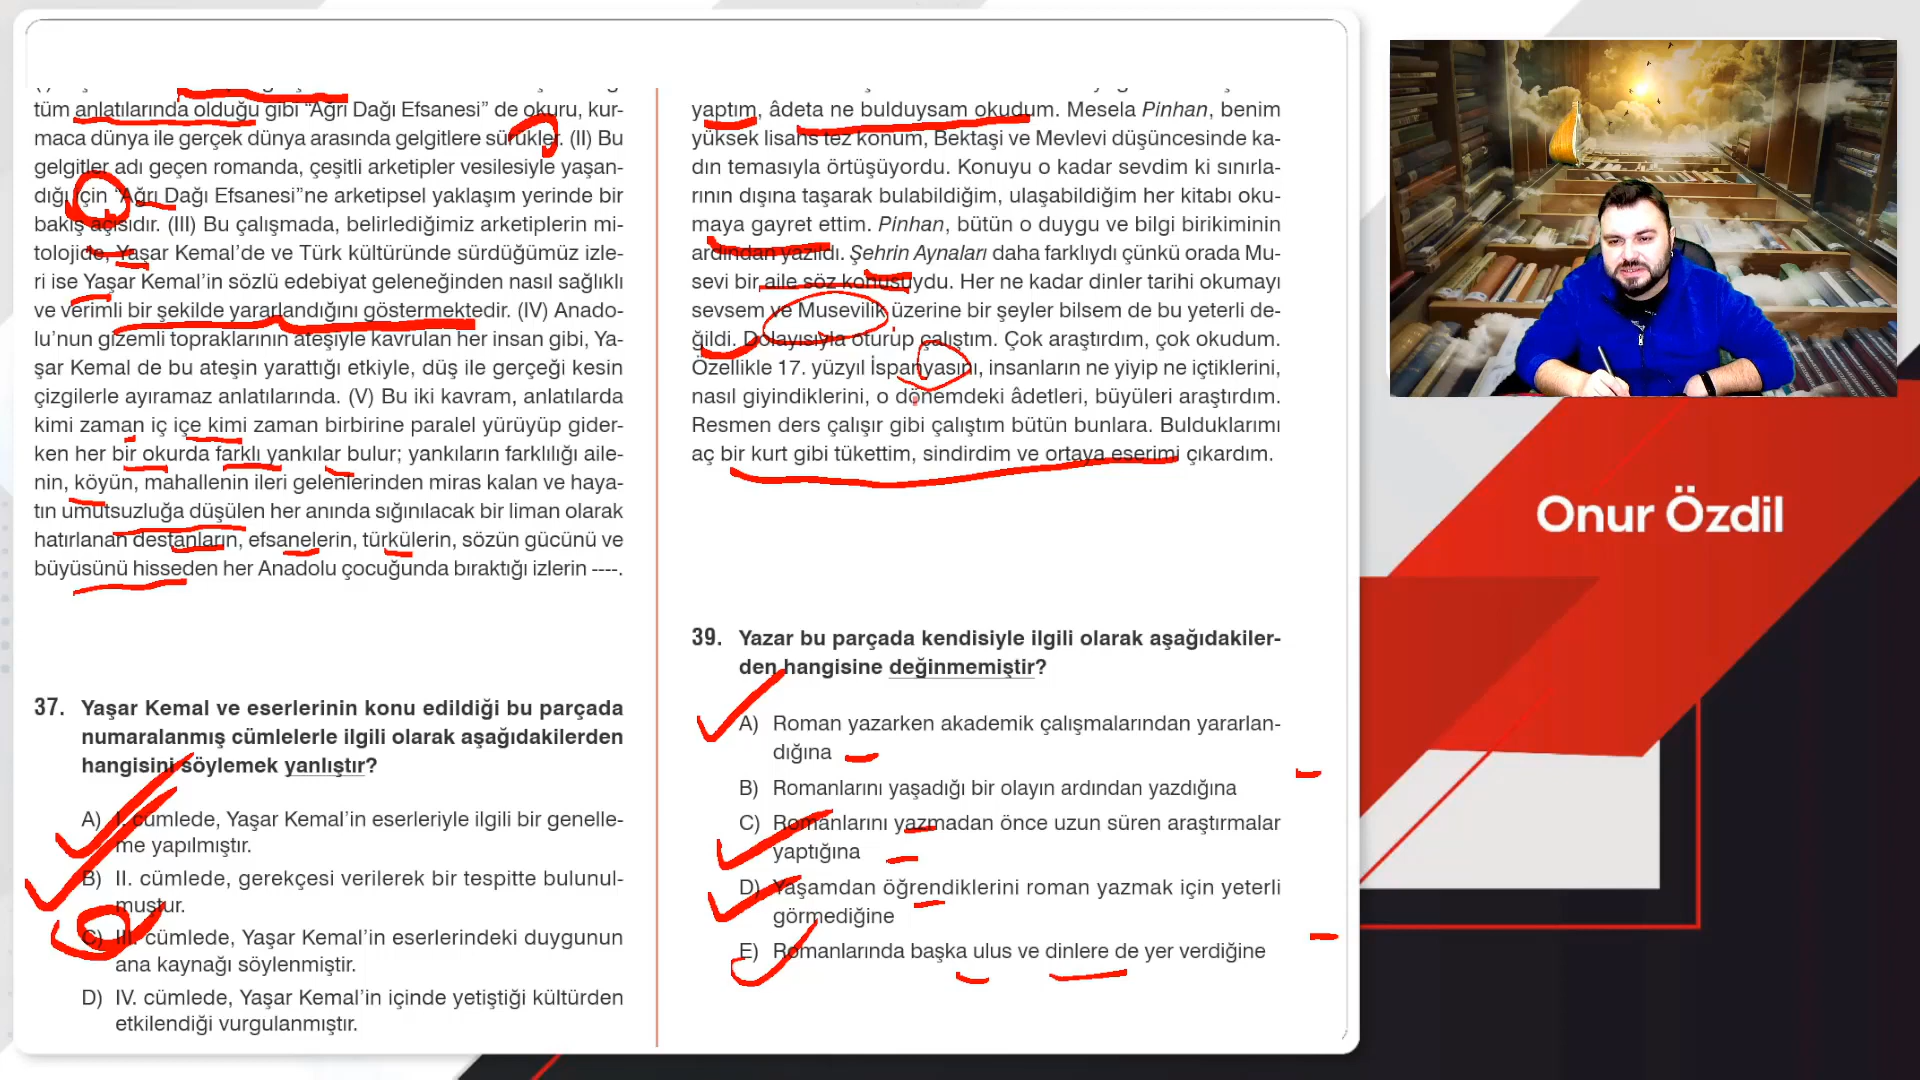 tüm anlatılarında olduğu gibi “Ağrı Dağı Efsanesi” de okuru, kur-
maca dünya ile gerçek dünya arasında gelgitlere sürükler. (II) Bu
gelgitler adı geçen romanda, çeşitli arketipler vesilesiyle yaşan-
dığı için “Ağrı Dağı Efsanesi”ne arketipsel yaklaşım yerinde bir
bakış açısıdır. (III) Bu çalışmada, belirlediğimiz arketiplerin mi-
tolojide, Yaşar Kemal’de ve Türk kültüründe sürdüğümüz izle-
ri ise Yaşar Kemal’in sözlü edebiyat geleneğinden nasıl sağlıklı
ve verimli bir şekilde yararlandığını göstermektedir. (IV) Anado-
lu’nun gizemli topraklarının ateşiyle kavrulan her insan gibi, Ya-
şar Kemal de bu ateşin yarattığı etkiyle, düş ile gerçeği kesin
çizgilerle ayıramaz anlatılarında. (V) Bu iki kavram, anlatılarda
kimi zaman iç içe kimi zaman birbirine paralel yürüyüp gider-
ken her bir okurda farklı yankılar bulur; yankıların farklılığı aile-
nin, köyün, mahallenin ileri gelenlerinden miras kalan ve haya-
tın umutsuzluğa düşülen her anında sığınılacak bir liman olarak
hatırlanan destanların, efsanelerin, türkülerin, sözün gücünü ve
büyüsünü hisseden her Anadolu çocuğunda bıraktığı izlerin ----.
37. Yaşar Kemal ve eserlerinin konu edildiği bu parçada
numaralanmış cümlelerle ilgili olarak aşağıdakilerden
hangisini söylemek yanlıştır?
A) I. cümlede, Yaşar Kemal’in eserleriyle ilgili bir genelle-
me yapılmıştır.
B) II. cümlede, gerekçesi verilerek bir tespitte bulunul-
muştur.
C) III. cümlede, Yaşar Kemal’in eserlerindeki duygunun
ana kaynağı söylenmiştir.
D) IV. cümlede, Yaşar Kemal’in içinde yetiştiği kültürden
etkilendiği vurgulanmıştır.
yaptım, âdeta ne bulduysam okudum. Mesela Pinhan, benim
yüksek lisans tez konum, Bektaşi ve Mevlevi düşüncesinde ka-
dın temasıyla örtüşüyordu. Konuyu o kadar sevdim ki sınırla-
rının dışına taşarak bulabildiğim, ulaşabildiğim her kitabı oku-
maya gayret ettim. Pinhan, bütün o duygu ve bilgi birikiminin
ardından yazıldı. Şehrin Aynaları daha farklıydı çünkü orada Mu-
sevi bir aile söz konusuydu. Her ne kadar dinler tarihi okumayı
sevsem ve Musevilik üzerine bir şeyler bilsem de bu yeterli de-
ğildi. Dolayısıyla oturup çalıştım. Çok araştırdım, çok okudum.
Özellikle 17. yüzyıl İspanyasını, insanların ne yiyip ne içtiklerini,
nasıl giyindiklerini, o dönemdeki âdetleri, büyüleri araştırdım.
Resmen ders çalışır gibi çalıştım bütün bunlara. Bulduklarımı
aç bir kurt gibi tükettim, sindirdim ve ortaya eserimi çıkardım.
39. Yazar bu parçada kendisiyle ilgili olarak aşağıdakiler-
den hangisine değinmemiştir?
A) Roman yazarken akademik çalışmalarından yararlan-
dığına
B) Romanlarını yaşadığı bir olayın ardından yazdığına
C) Romanlarını yazmadan önce uzun süren araştırmalar
yaptığına
D) Yaşamdan öğrendiklerini roman yazmak için yeterli
görmediğine
E) Romanlarında başka ulus ve dinlere de yer verdiğine
Onur Özdil